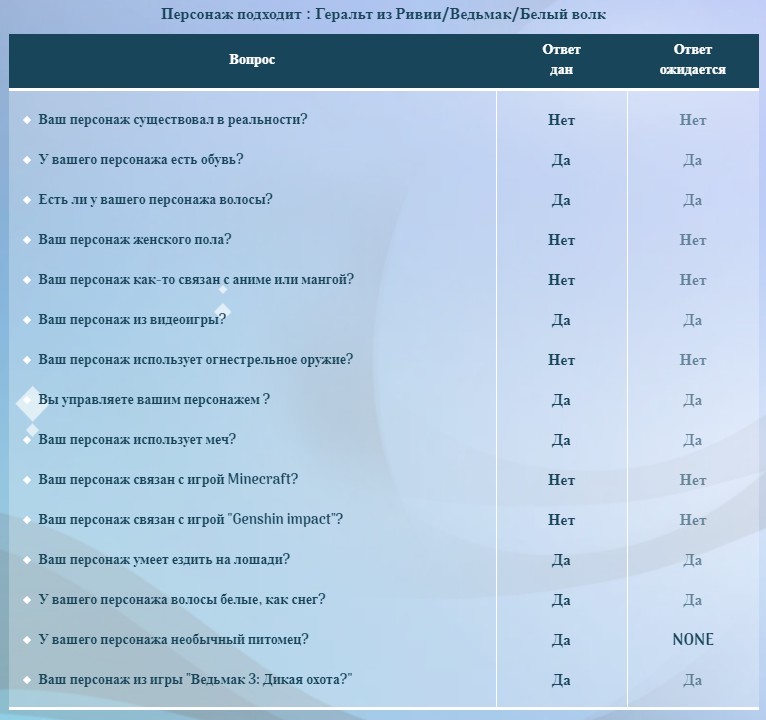 Персонаж подходит : Геральт из Ривии/Ведьмак/Белый волк
Вопрос Ответ дан Ответ ожидается
Ваш персонаж существовал в реальности? Нет Нет
У вашего персонажа есть обувь? Да Да
Есть ли у вашего персонажа волосы? Да Да
Ваш персонаж женского пола? Нет Нет
Ваш персонаж как-то связан с аниме или мангой? Нет Нет
Ваш персонаж из видеоигры? Да Да
Ваш персонаж использует огнестрельное оружие? Нет Нет
Вы управляете вашим персонажем ? Да Да
Ваш персонаж использует меч? Да Да
Ваш персонаж связан с игрой Minecraft? Нет Нет
Ваш персонаж связан с игрой "Genshin impact"? Нет Нет
Ваш персонаж умеет ездить на лошади? Да Да
У вашего персонажа волосы белые, как снег? Да Да
У вашего персонажа необычный питомец? Да NONE
Ваш персонаж из игры "Ведьмак 3: Дикая охота?" Да Да